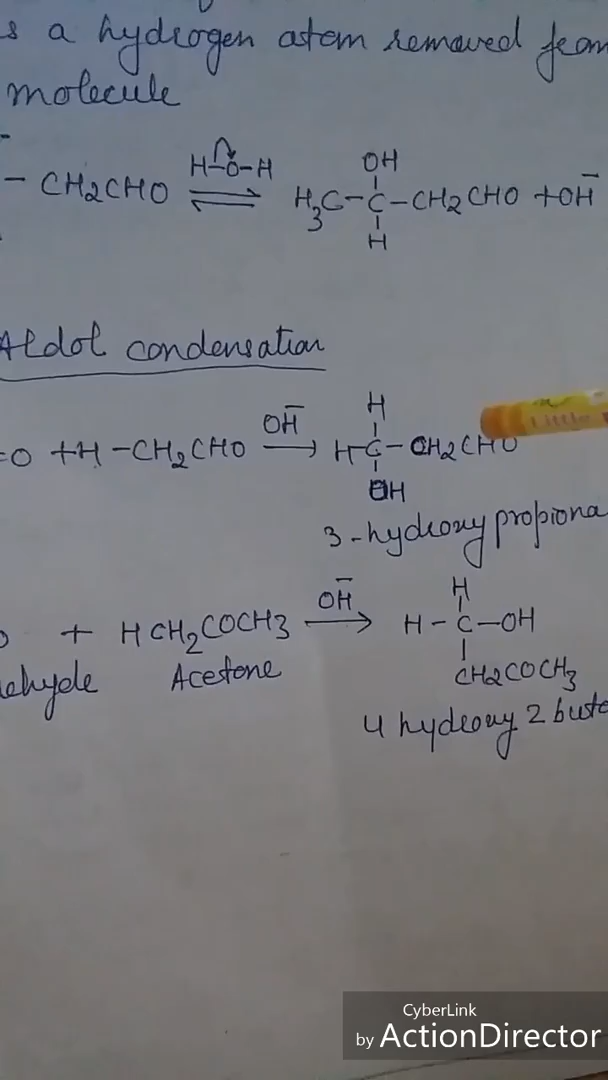 s a hydrogen atom removed from
molecule
OH
H-O-H
- CH2CHO ⇌ H3C-C-CH2CHO + OH⁻
H
Aldol condensation
H
OH⁻
=O + H-CH2CHO → H-C-CH2CHO
OH
3-hydroxy propiona
H
OH⁻
+ HCH2COCH3 → H-C-OH
ehyde Acetone CH2COCH3
4 hydroxy 2 buta
CyberLink
by ActionDirector